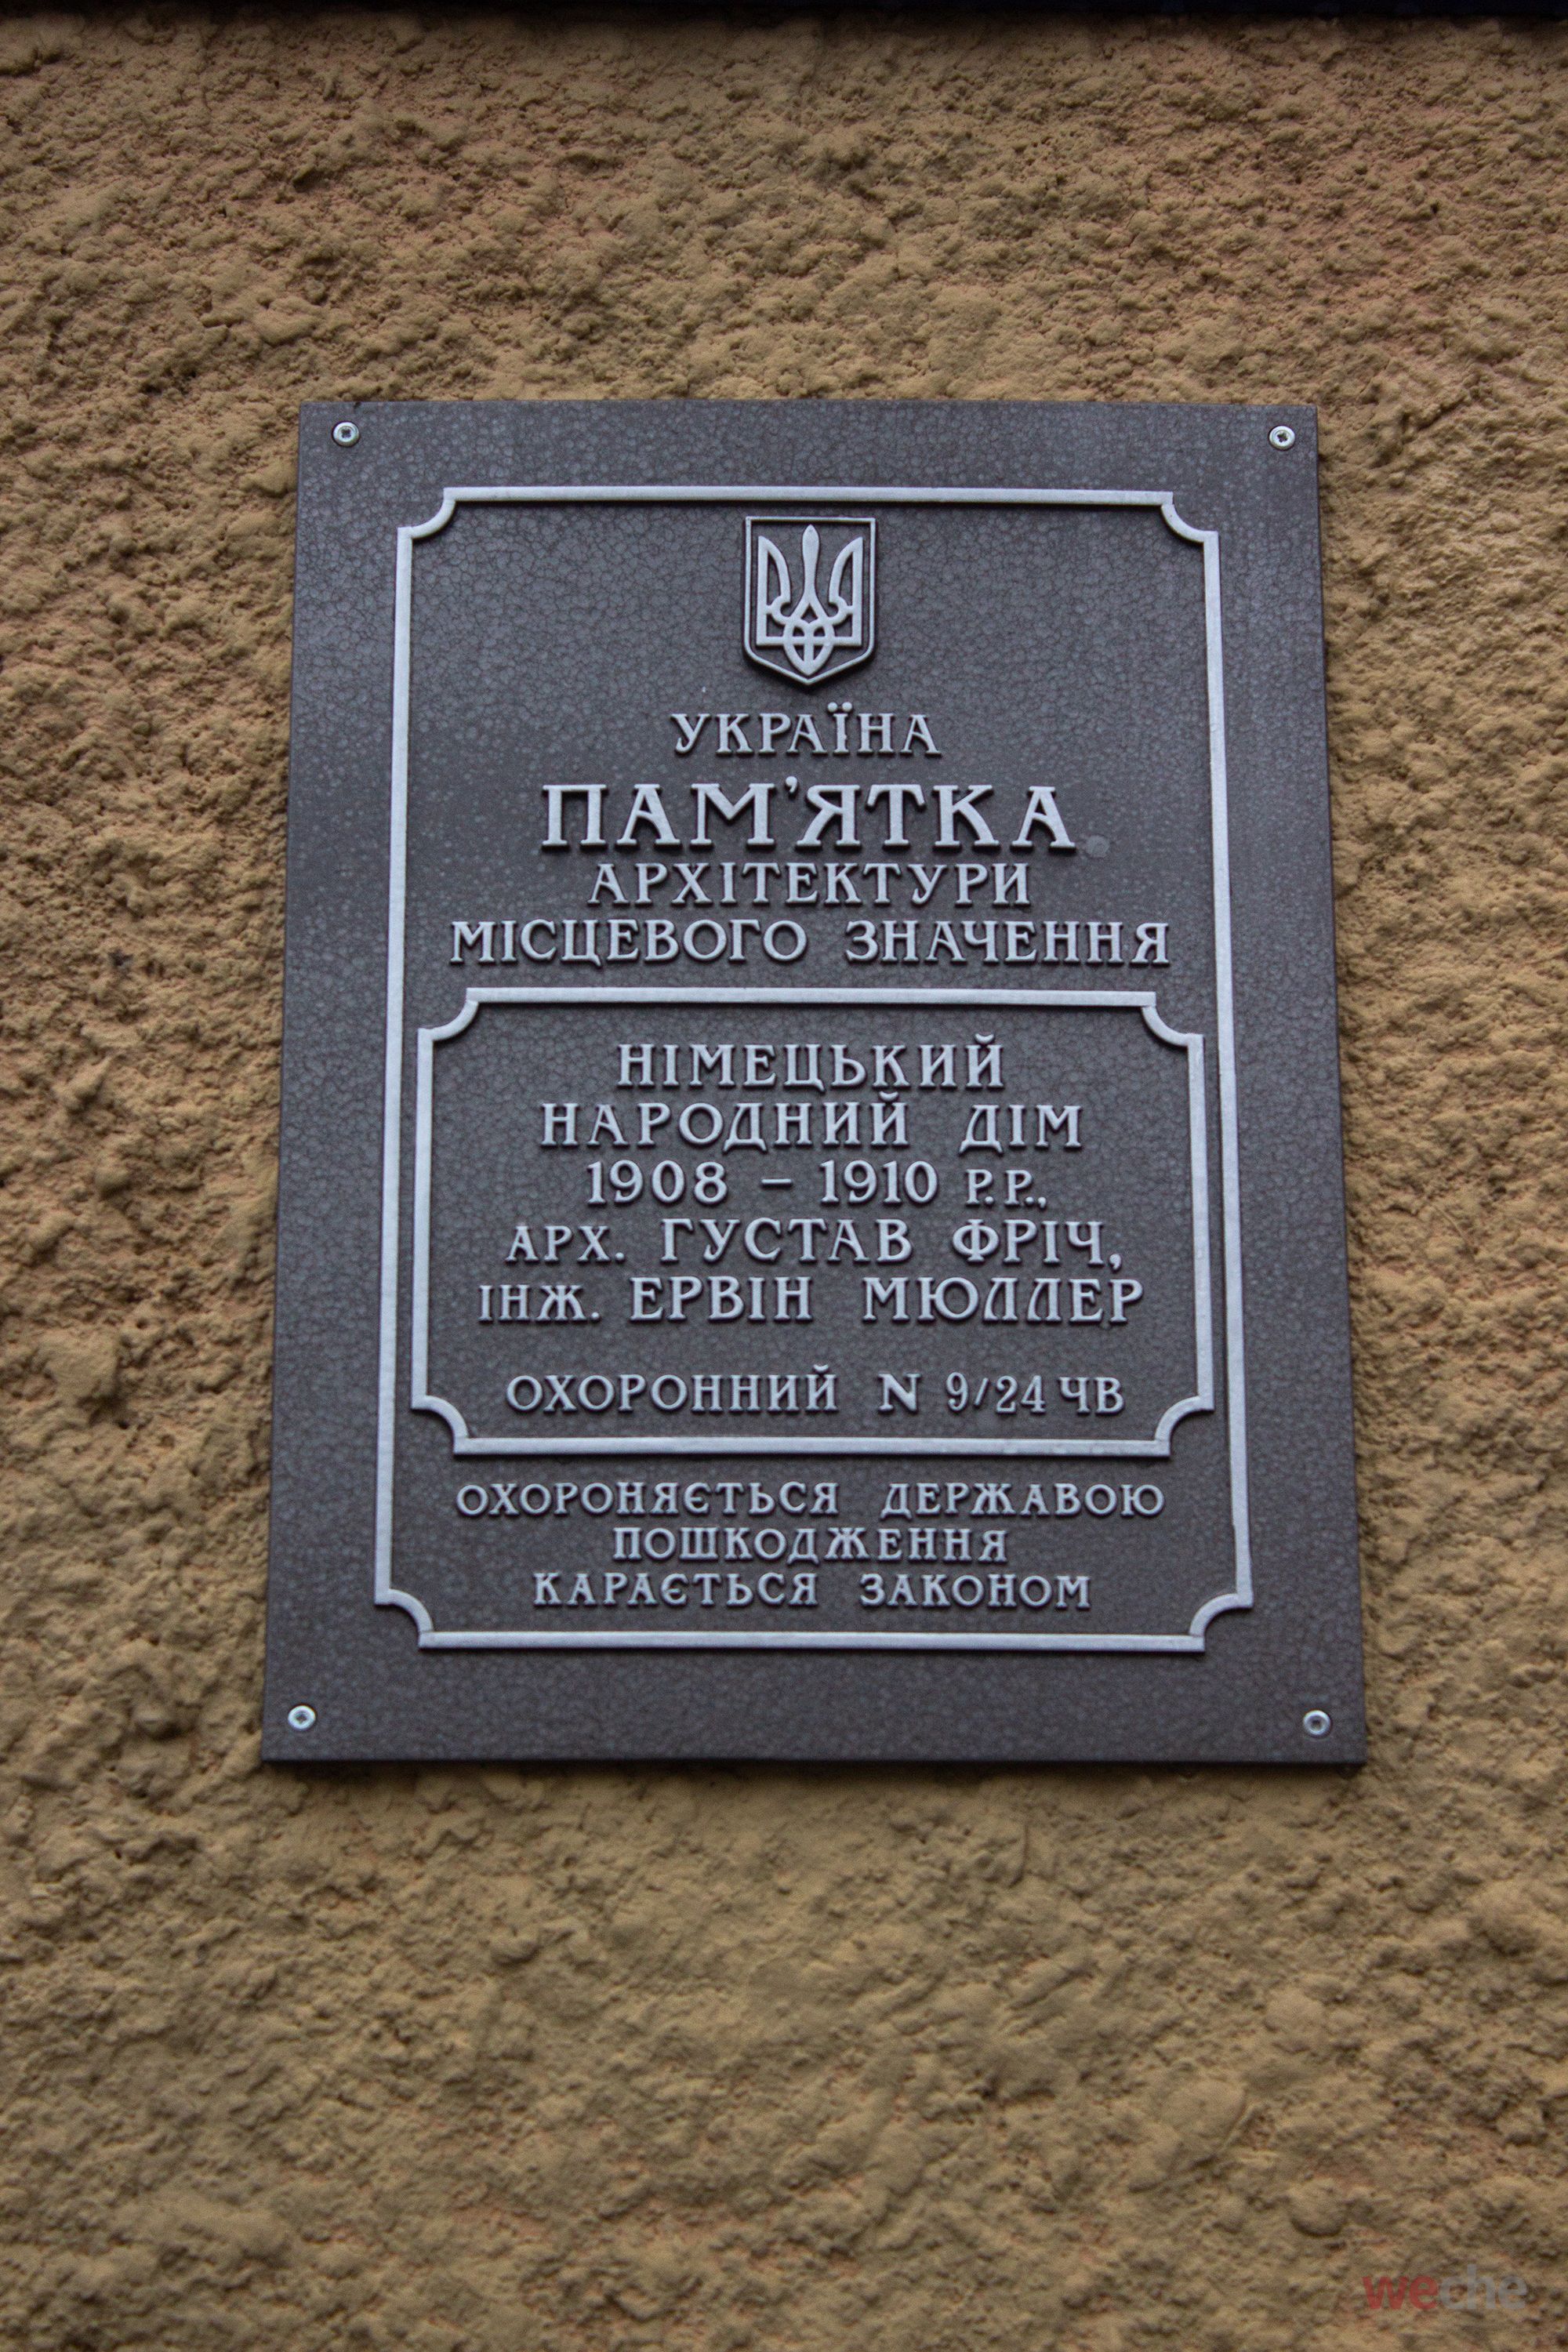 УКРАЇНА
ПАМ'ЯТКА
АРХІТЕКТУРИ
МІСЦЕВОГО ЗНАЧЕННЯ
НІМЕЦЬКИЙ
НАРОДНИЙ ДІМ
1908 – 1910 Р.Р.,
АРХ. ГУСТАВ ФРІЧ,
ІНЖ. ЕРВІН МЮЛЛЕР
ОХОРОННИЙ N 9/24 ЧВ
ОХОРОНЯЄТЬСЯ ДЕРЖАВОЮ
ПОШКОДЖЕННЯ
КАРАЄТЬСЯ ЗАКОНОМ
weche